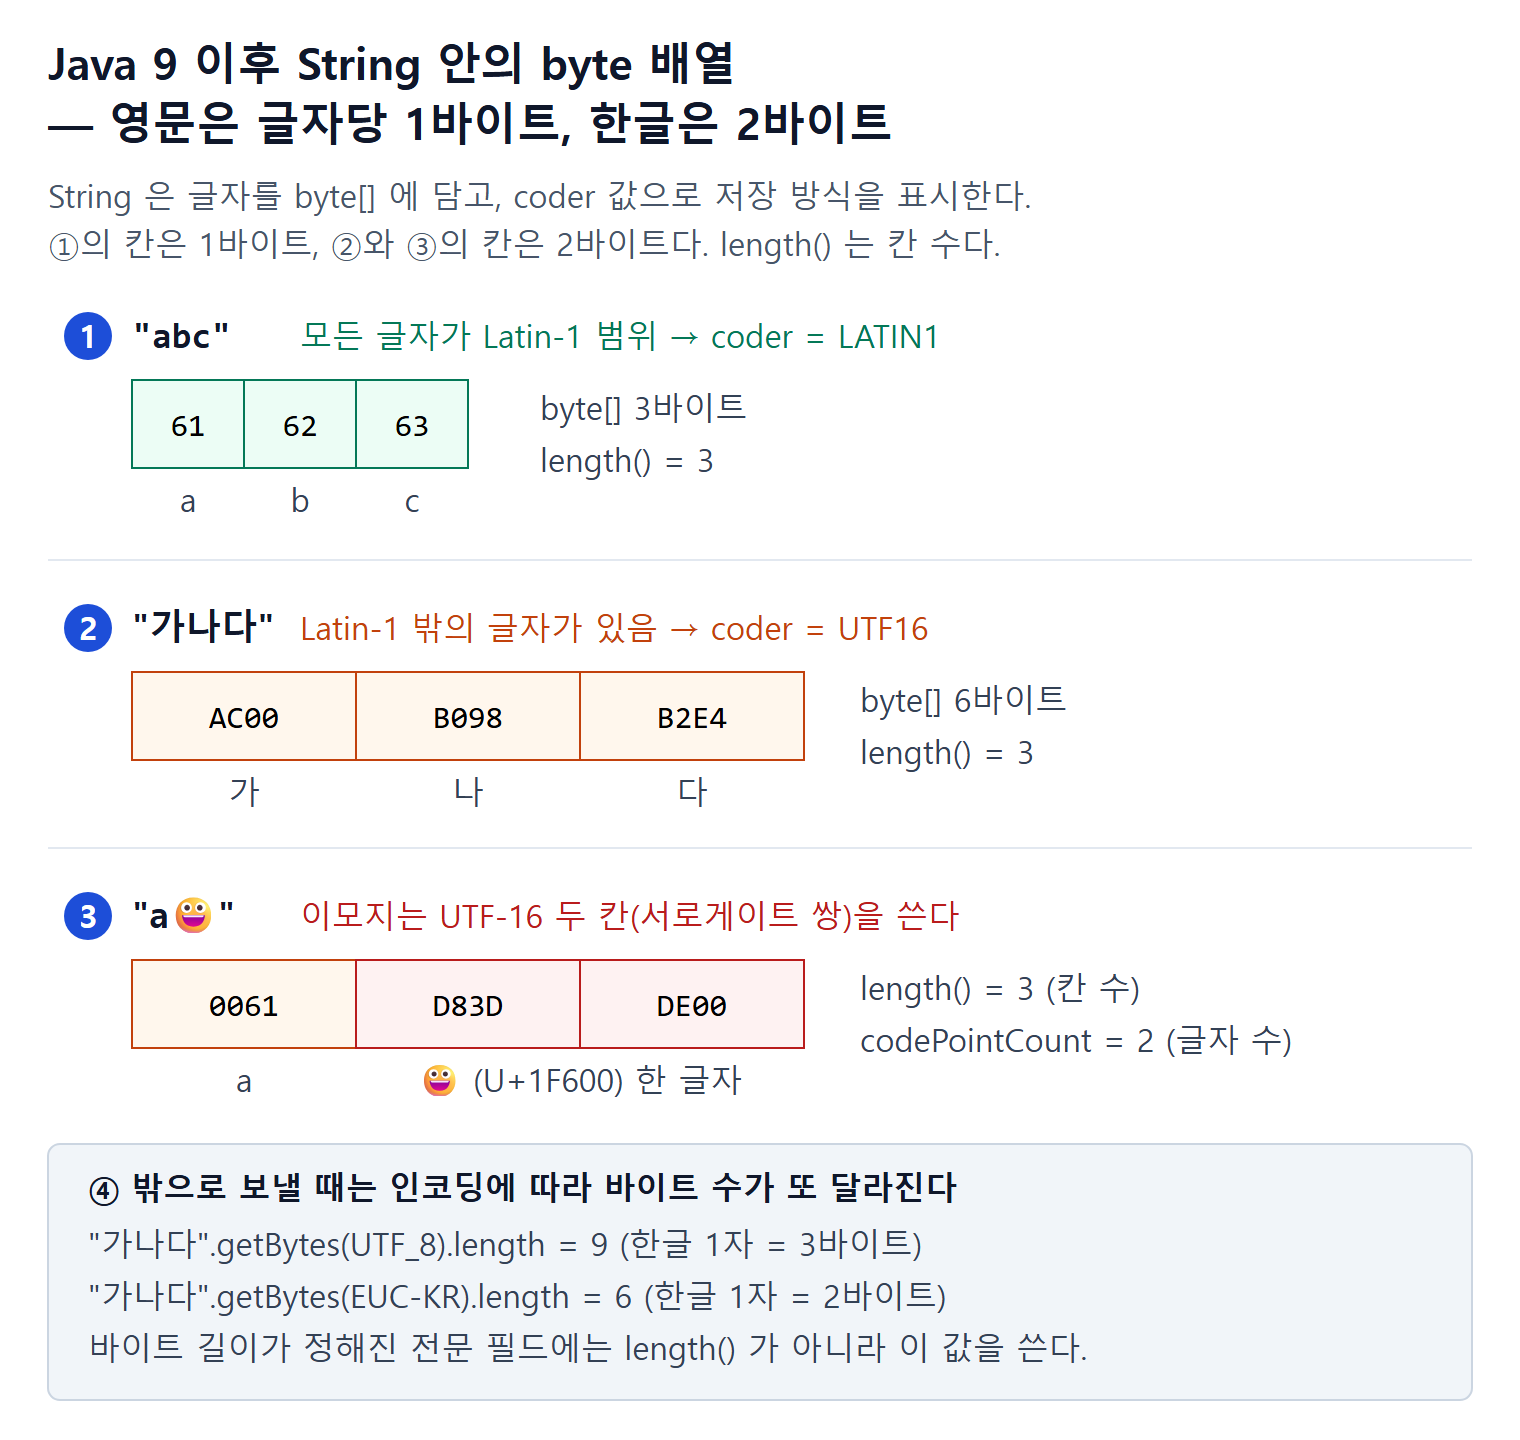 Java 9 이후 String 안의 byte 배열
— 영문은 글자당 1바이트, 한글은 2바이트
String 은 글자를 byte[] 에 담고, coder 값으로 저장 방식을 표시한다.
①의 칸은 1바이트, ②와 ③의 칸은 2바이트다. length() 는 칸 수다.
1 "abc" 모든 글자가 Latin-1 범위 → coder = LATIN1
61 62 63
a b c
byte[] 3바이트
length() = 3
2 "가나다" Latin-1 밖의 글자가 있음 → coder = UTF16
AC00 B098 B2E4
가 나 다
byte[] 6바이트
length() = 3
3 "a😀" 이모지는 UTF-16 두 칸(서로게이트 쌍)을 쓴다
0061 D83D DE00
a 😀 (U+1F600) 한 글자
length() = 3 (칸 수)
codePointCount = 2 (글자 수)
④ 밖으로 보낼 때는 인코딩에 따라 바이트 수가 또 달라진다
"가나다".getBytes(UTF_8).length = 9 (한글 1자 = 3바이트)
"가나다".getBytes(EUC-KR).length = 6 (한글 1자 = 2바이트)
바이트 길이가 정해진 전문 필드에는 length() 가 아니라 이 값을 쓴다.